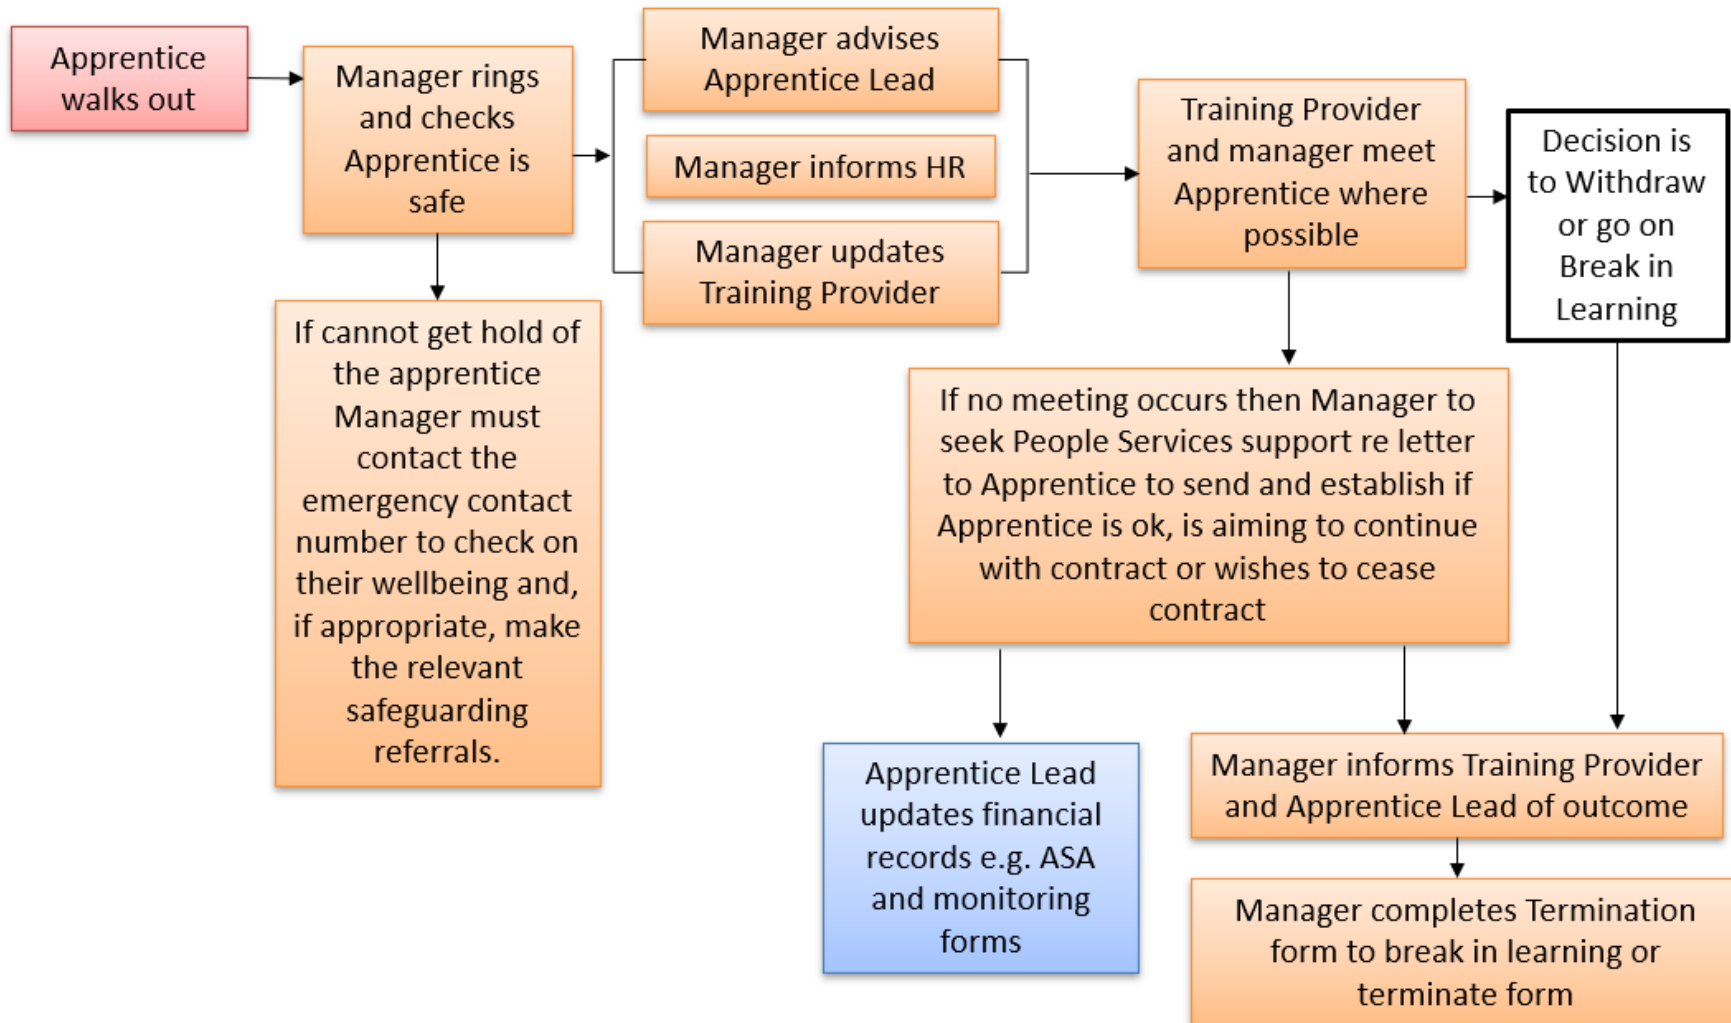 Apprentice
walks out
Manager rings
and checks
Apprentice is
safe
If cannot get hold of
the apprentice
Manager must
contact the
emergency contact
number to check on
their wellbeing and,
if appropriate, make
the relevant
safeguarding
referrals.
Manager advises
Apprentice Lead
Manager informs HR
Manager updates
Training Provider
Training Provider
and manager meet
Apprentice where
possible
Decision is
to Withdraw
or go on
Break in
Learning
If no meeting occurs then Manager to
seek People Services support re letter
to Apprentice to send and establish if
Apprentice is ok, is aiming to continue
with contract or wishes to cease
contract
Apprentice Lead
updates financial
records e.g. ASA
and monitoring
forms
Manager informs Training Provider
and Apprentice Lead of outcome
Manager completes Termination
form to break in learning or
terminate form